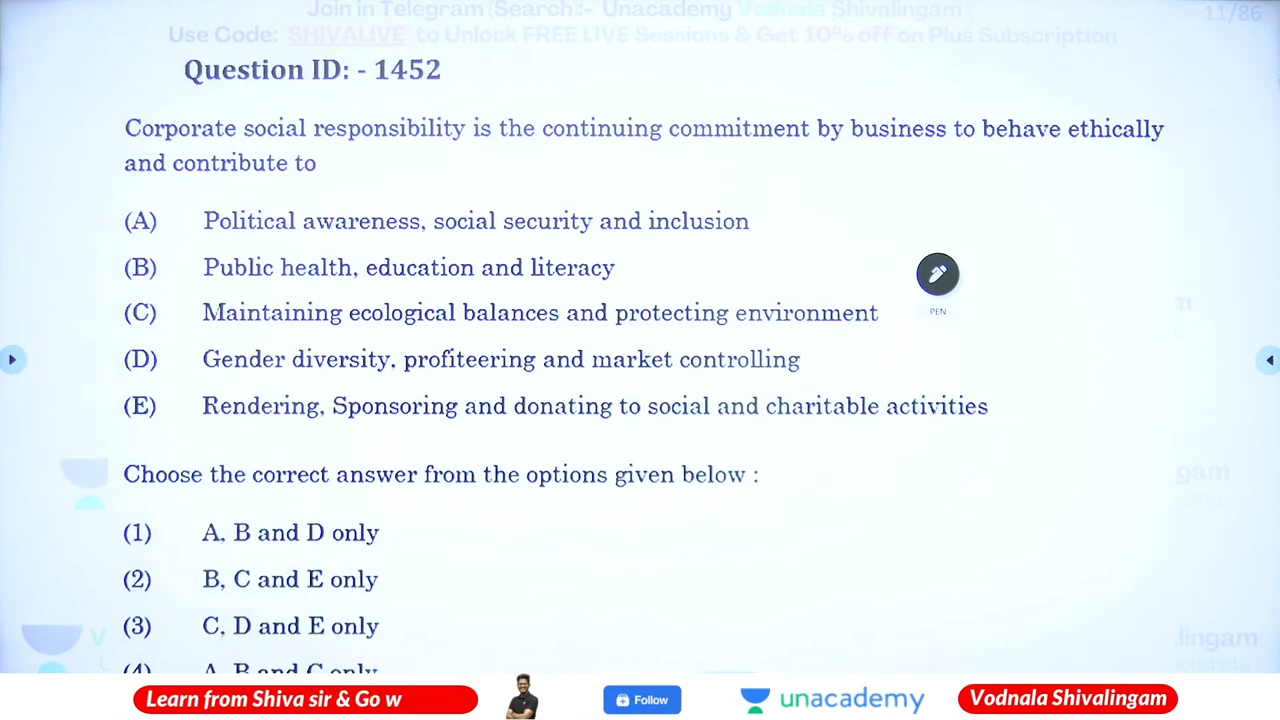 Join in Telegram (Search):- Unacademy Vodnala Shivalingam
11/86
Use Code: SHIVALIVE to Unlock FREE LIVE Sessions & Get 10% off on Plus Subscription
Question ID: - 1452
Corporate social responsibility is the continuing commitment by business to behave ethically
and contribute to
(A) Political awareness, social security and inclusion
(B) Public health, education and literacy
(C) Maintaining ecological balances and protecting environment
PEN
(D) Gender diversity, profiteering and market controlling
(E) Rendering, Sponsoring and donating to social and charitable activities
Choose the correct answer from the options given below :
(1) A, B and D only
(2) B, C and E only
(3) C, D and E only
(4) A, B and C only
Learn from Shiva sir & Go w
Follow
unacademy
Vodnala Shivalingam